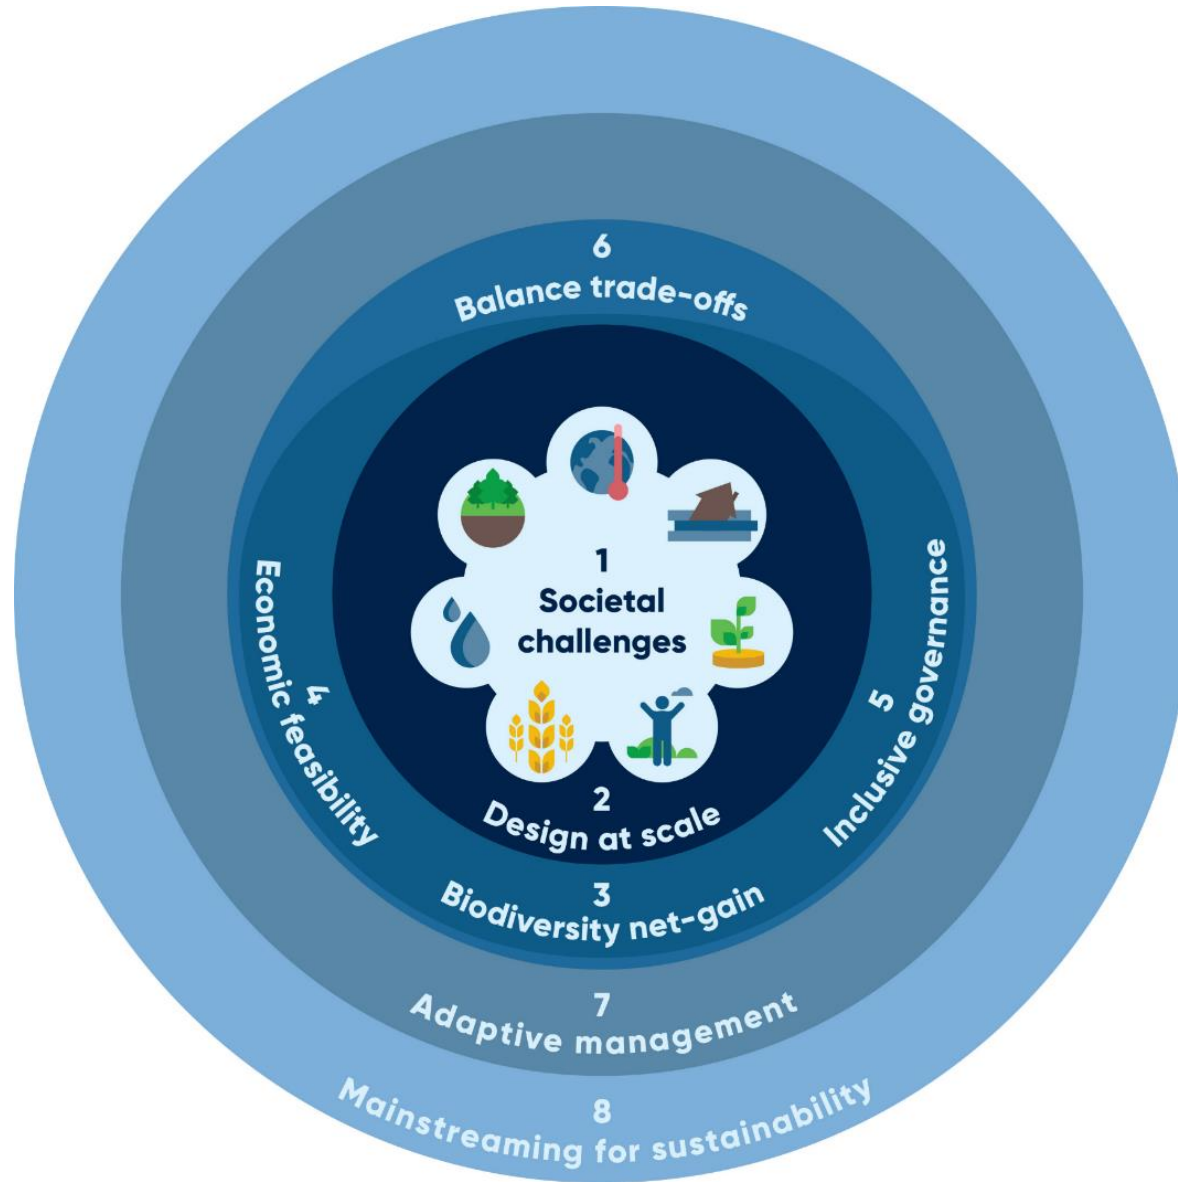 6
Balance trade-offs
1
Societal
challenges
4
Economic feasibility
5
Inclusive governance
2
Design at scale
3
Biodiversity net-gain
7
Adaptive management
8
Mainstreaming for sustainability